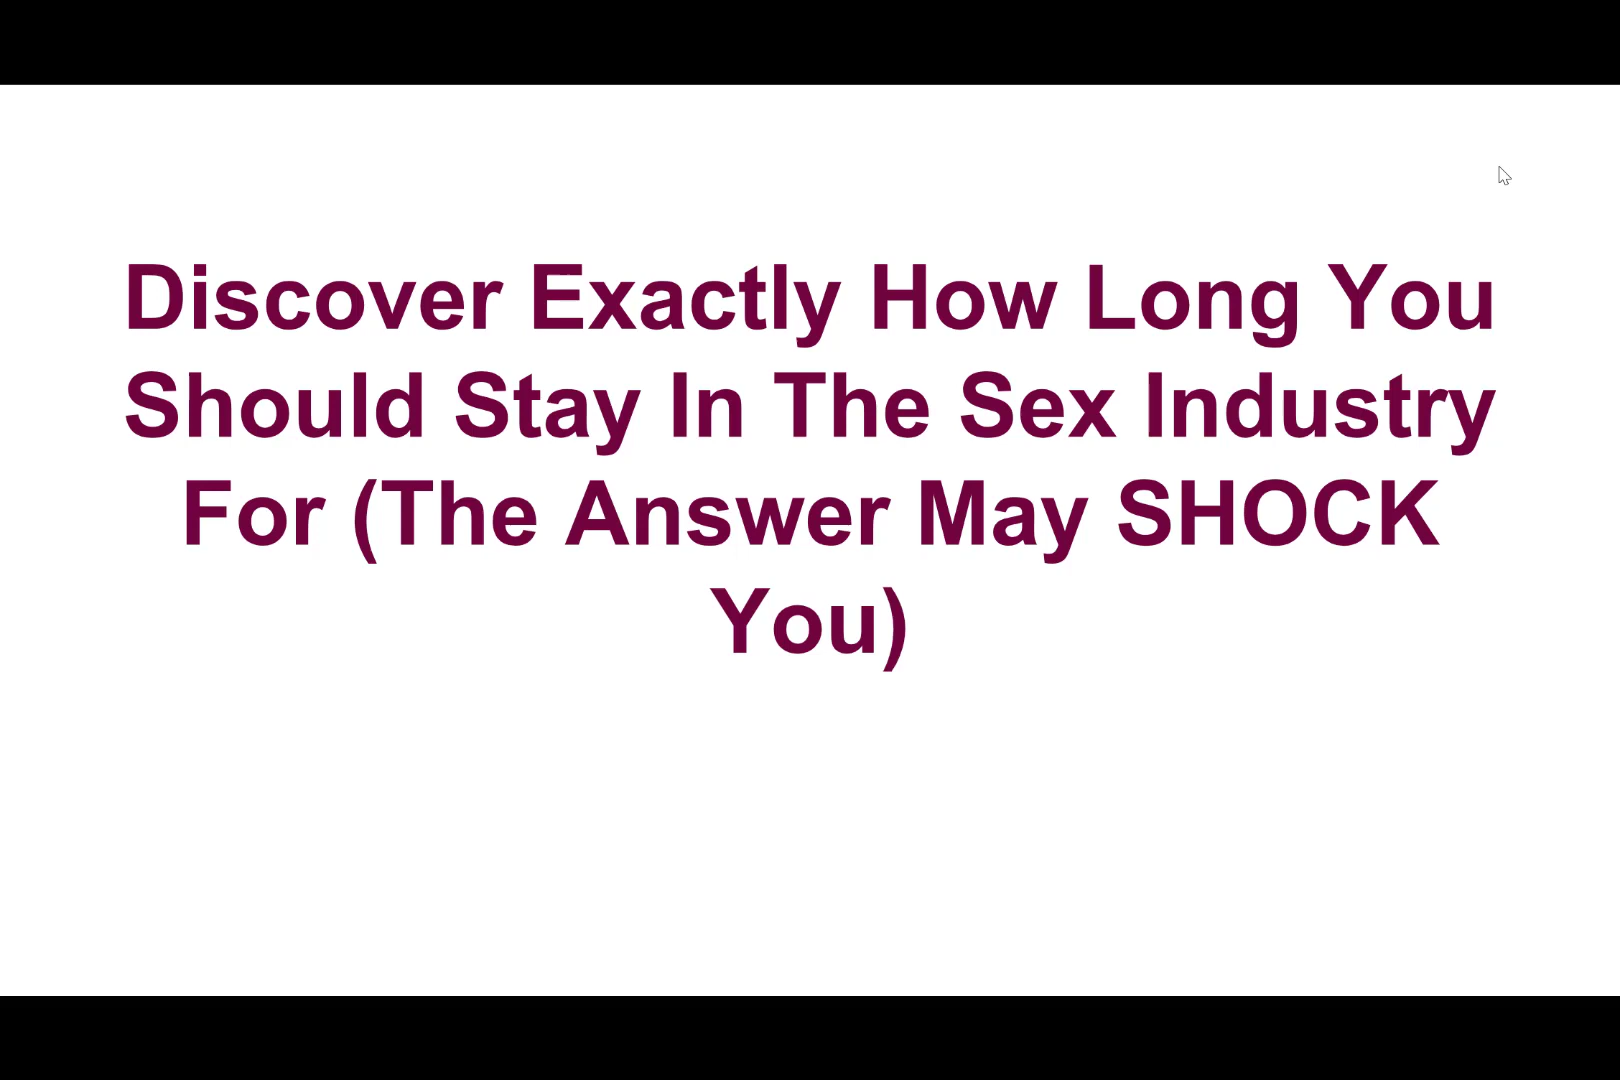 Discover Exactly How Long You
Should Stay In The Sex Industry
For (The Answer May SHOCK
You)